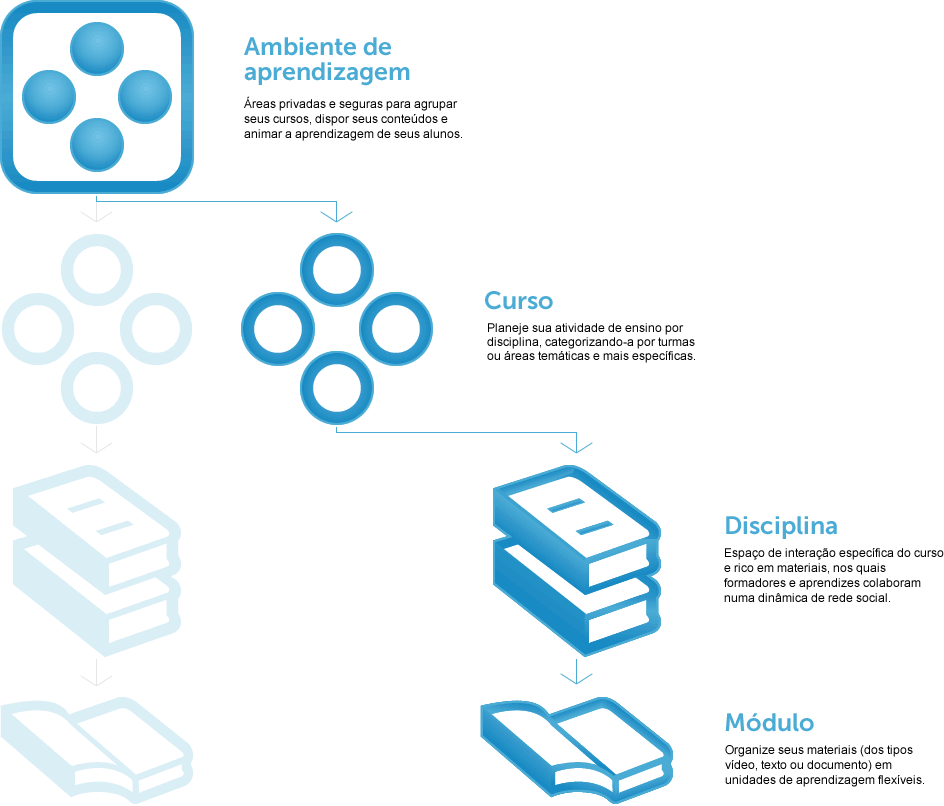 Ambiente de
aprendizagem
Áreas privadas e seguras para agrupar
seus cursos, dispor seus conteúdos e
animar a aprendizagem de seus alunos.
Curso
Planeje sua atividade de ensino por
disciplina, categorizando-a por turmas
ou áreas temáticas e mais específicas.
Disciplina
Espaço de interação específica do curso
e rico em materiais, nos quais
formadores e aprendizes colaboram
numa dinâmica de rede social.
Módulo
Organize seus materiais (dos tipos
vídeo, texto ou documento) em
unidades de aprendizagem flexíveis.